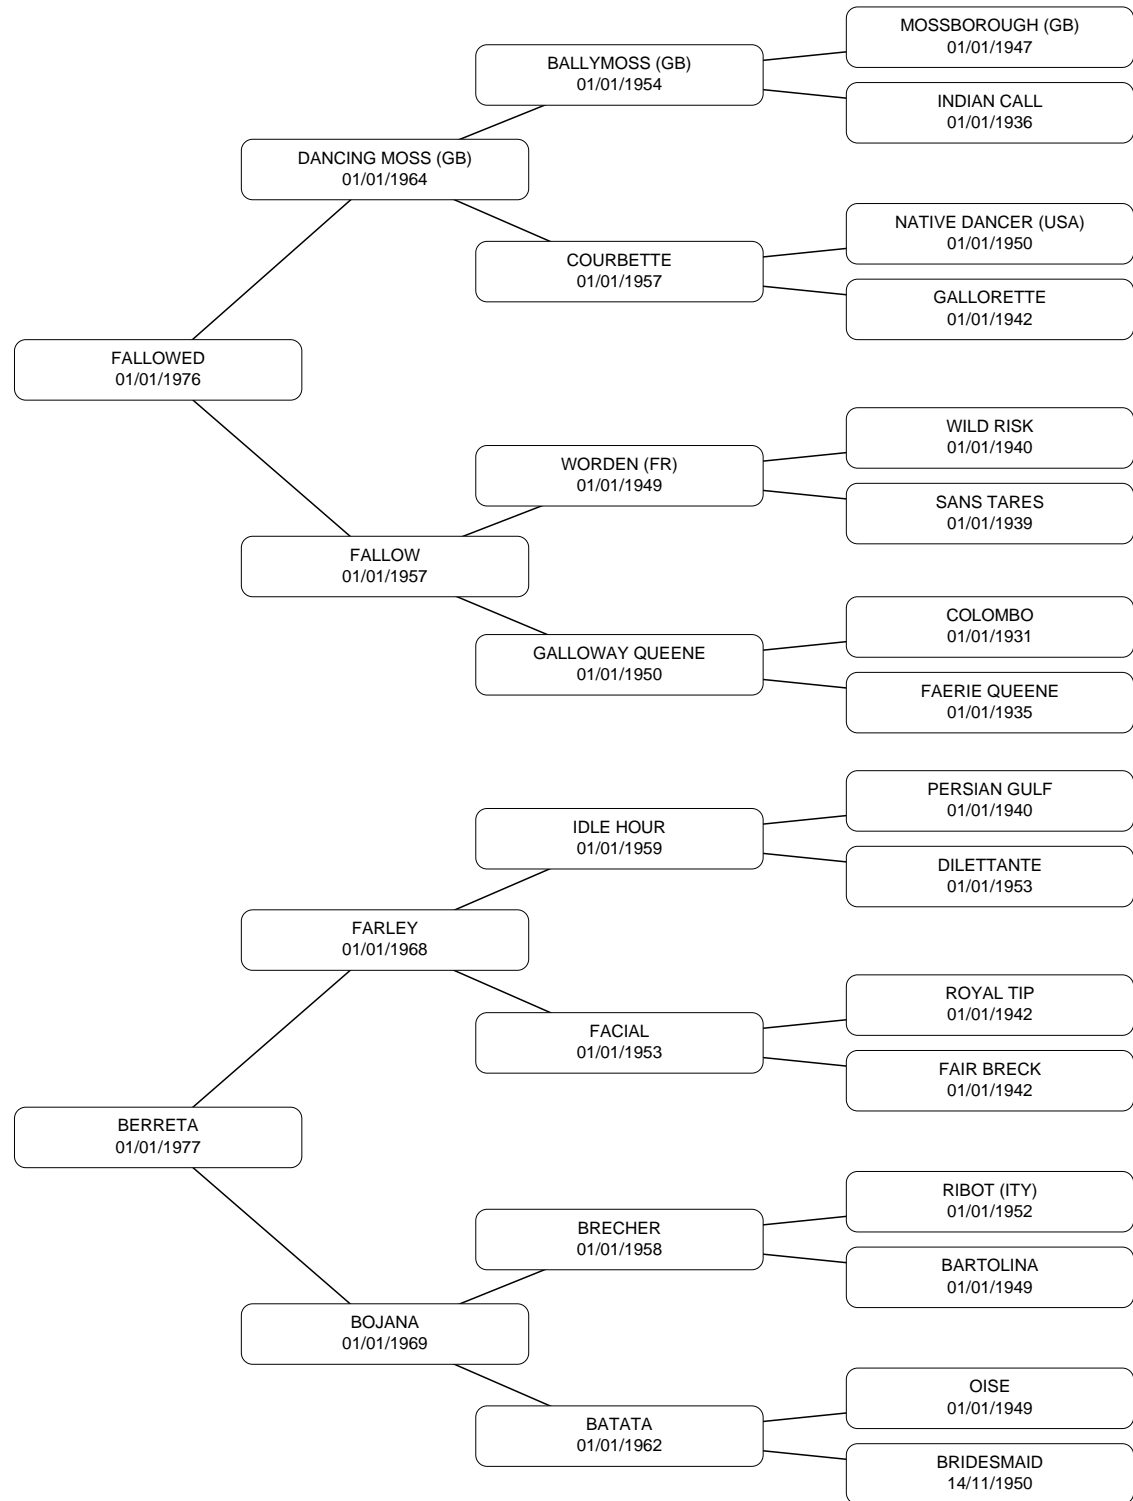 MOSSBOROUGH (GB)
01/01/1947
BALLYMOSS (GB)
01/01/1954
INDIAN CALL
01/01/1936
DANCING MOSS (GB)
01/01/1964
NATIVE DANCER (USA)
01/01/1950
COURBETTE
01/01/1957
GALLORETTE
01/01/1942
FALLOWED
01/01/1976
WILD RISK
01/01/1940
WORDEN (FR)
01/01/1949
SANS TARES
01/01/1939
FALLOW
01/01/1957
COLOMBO
01/01/1931
GALLOWAY QUEENE
01/01/1950
FAERIE QUEENE
01/01/1935
PERSIAN GULF
01/01/1940
IDLE HOUR
01/01/1959
DILETTANTE
01/01/1953
FARLEY
01/01/1968
ROYAL TIP
01/01/1942
FACIAL
01/01/1953
FAIR BRECK
01/01/1942
BERRETA
01/01/1977
RIBOT (ITY)
01/01/1952
BRECHER
01/01/1958
BARTOLINA
01/01/1949
BOJANA
01/01/1969
OISE
01/01/1949
BATATA
01/01/1962
BRIDESMAID
14/11/1950